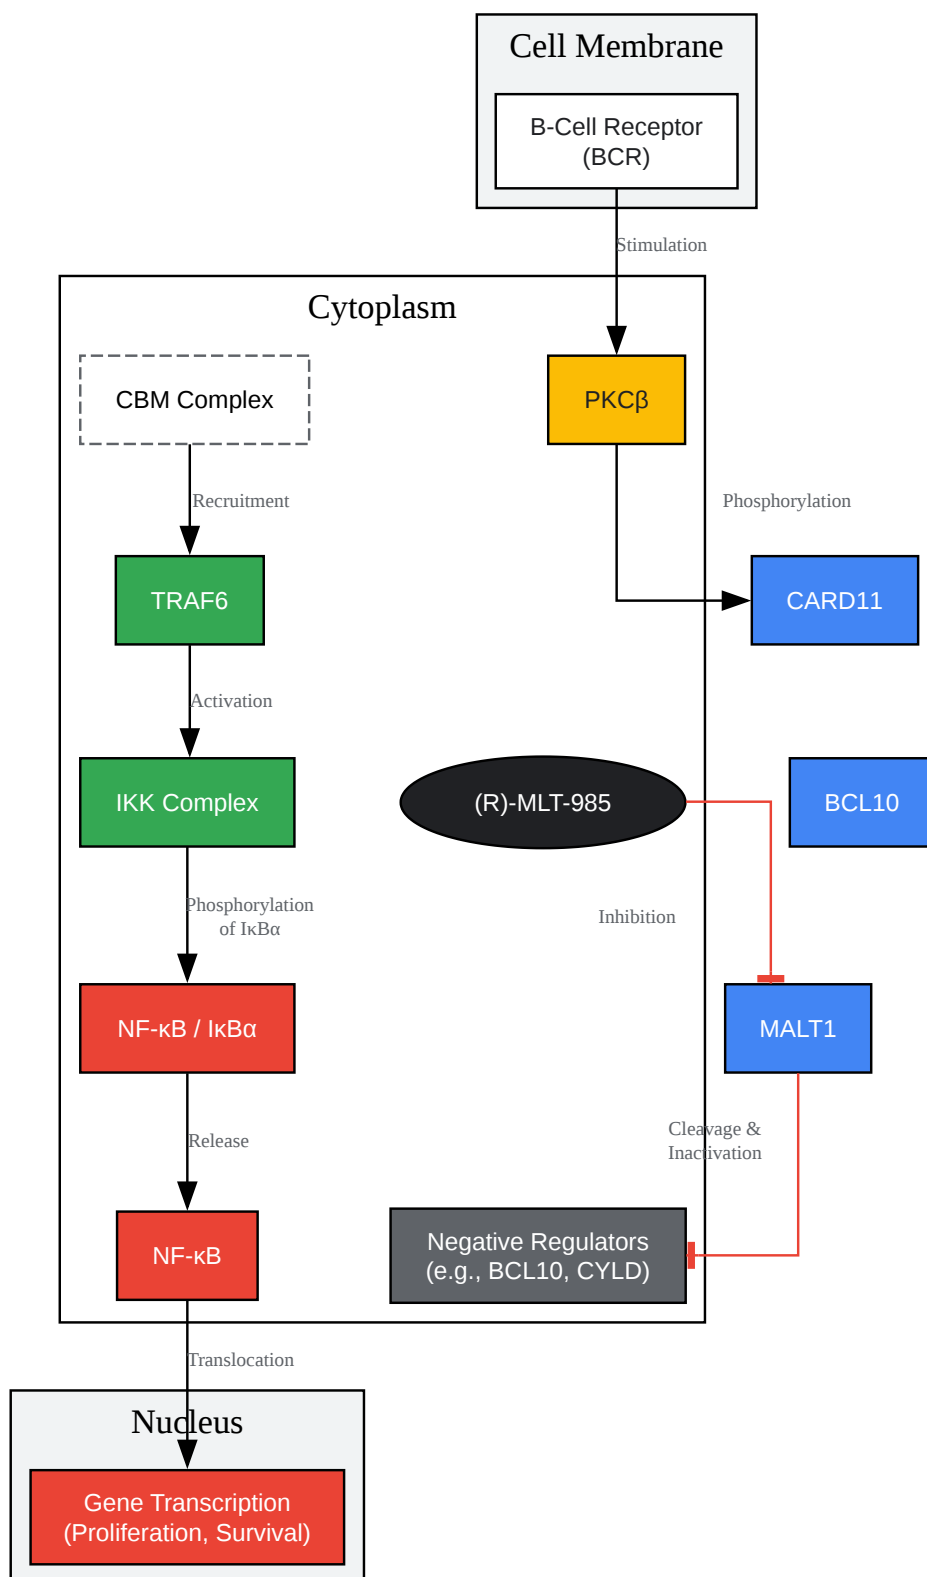 Cell Membrane
B-Cell Receptor
(BCR)
Stimulation
Cytoplasm
CBM Complex
PKCβ
Recruitment
Phosphorylation
TRAF6
CARD11
Activation
IKK Complex
(R)-MLT-985
BCL10
Phosphorylation
of IκBα
Inhibition
NF-κB / IκBα
MALT1
Release
Cleavage &
Inactivation
NF-κB
Negative Regulators
(e.g., BCL10, CYLD)
Translocation
Nucleus
Gene Transcription
(Proliferation, Survival)